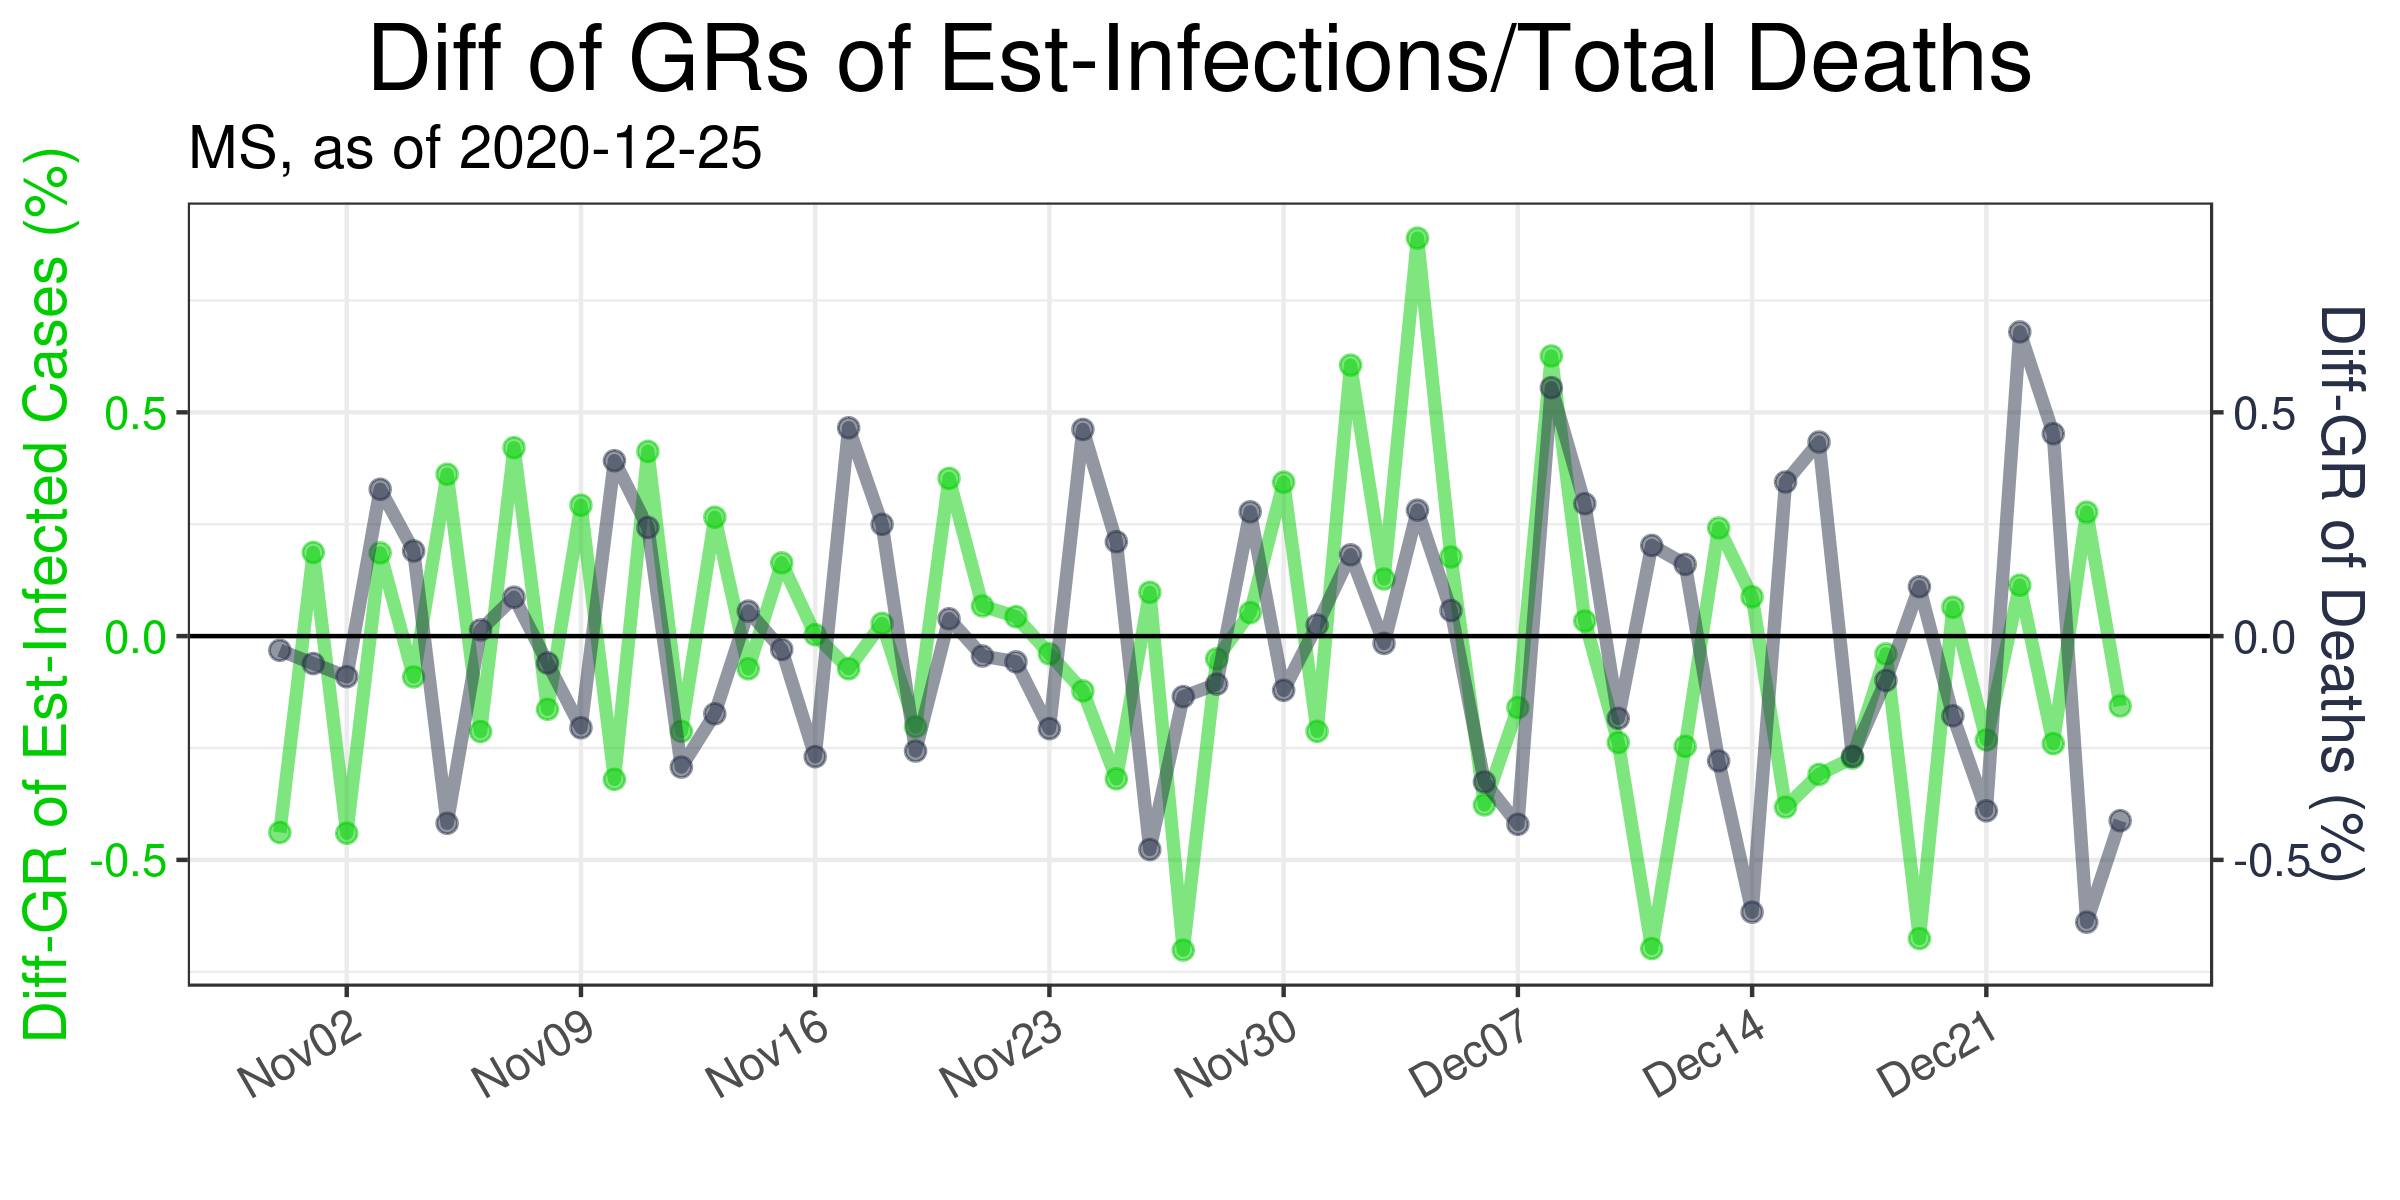 Diff of GRs of Est-Infections/Total Deaths
MS, as of 2020-12-25
Diff-GR of Est-Infected Cases (%)
0.5
0.0
-0.5
0.5
0.0
-0.5
Diff-GR of Deaths (%)
Nov02
Nov09
Nov16
Nov23
Nov30
Dec07
Dec14
Dec21